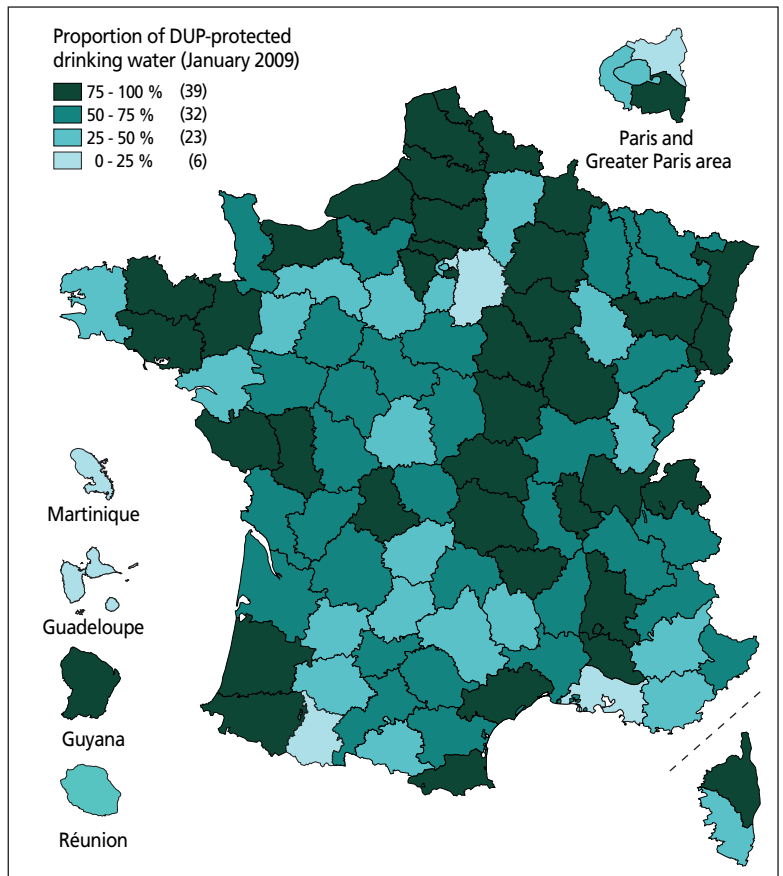 Proportion of DUP-protected
drinking water (January 2009)
75 - 100 % (39)
50 - 75 % (32)
25 - 50 % (23)
0 - 25 % (6)
Paris and
Greater Paris area
Martinique
Guadeloupe
Guyana
Réunion